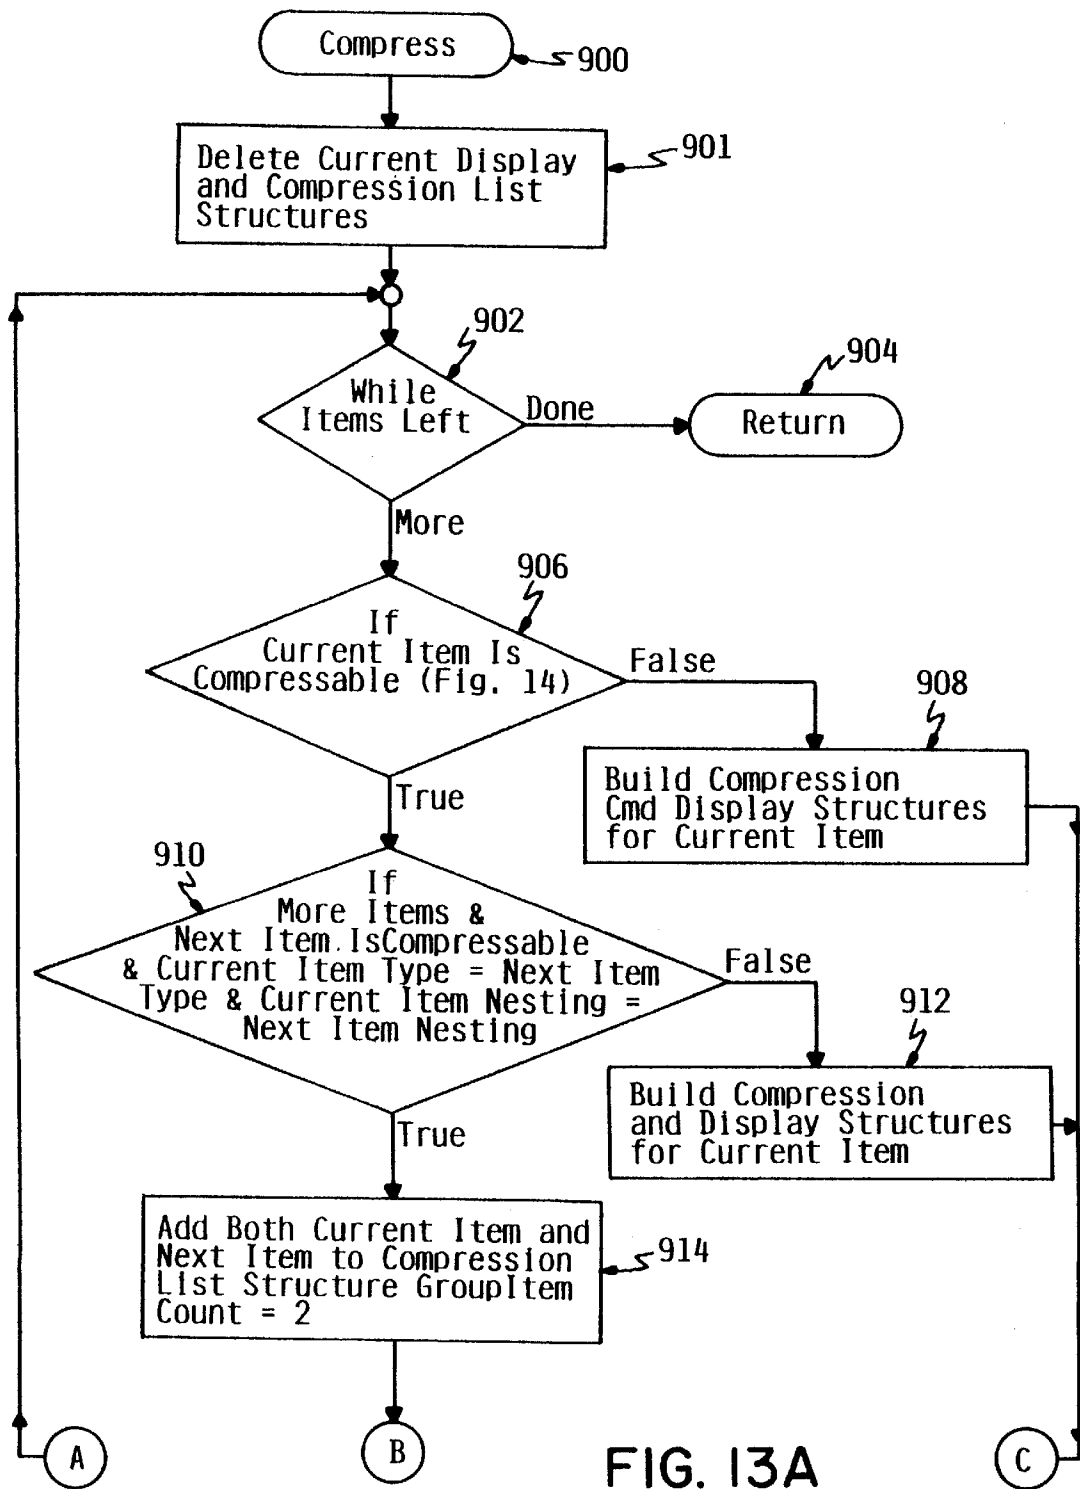 Compress
900
Delete Current Display
and Compression List
Structures
901
902
While
Items Left
Done
904
Return
More
906
If
Current Item Is
Compressable (Fig. 14)
False
908
Build Compression
Cmd Display Structures
for Current Item
True
910
If
More Items &
Next Item IsCompressable
& Current Item Type = Next Item
Type & Current Item Nesting =
Next Item Nesting
False
912
Build Compression
and Display Structures
for Current Item
True
Add Both Current Item and
Next Item to Compression
List Structure GroupItem
Count = 2
914
A
B
C
FIG. 13A